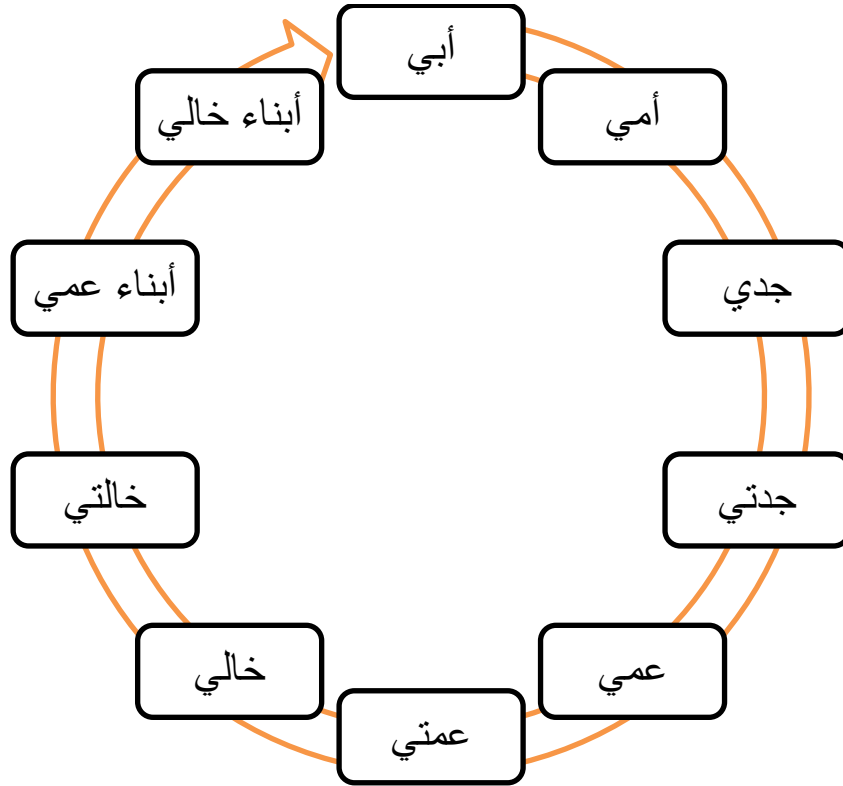 أبي
أمي
جدي
جدتي
عمي
عمتي
خالي
خالتي
أبناء عمي
أبناء خالي